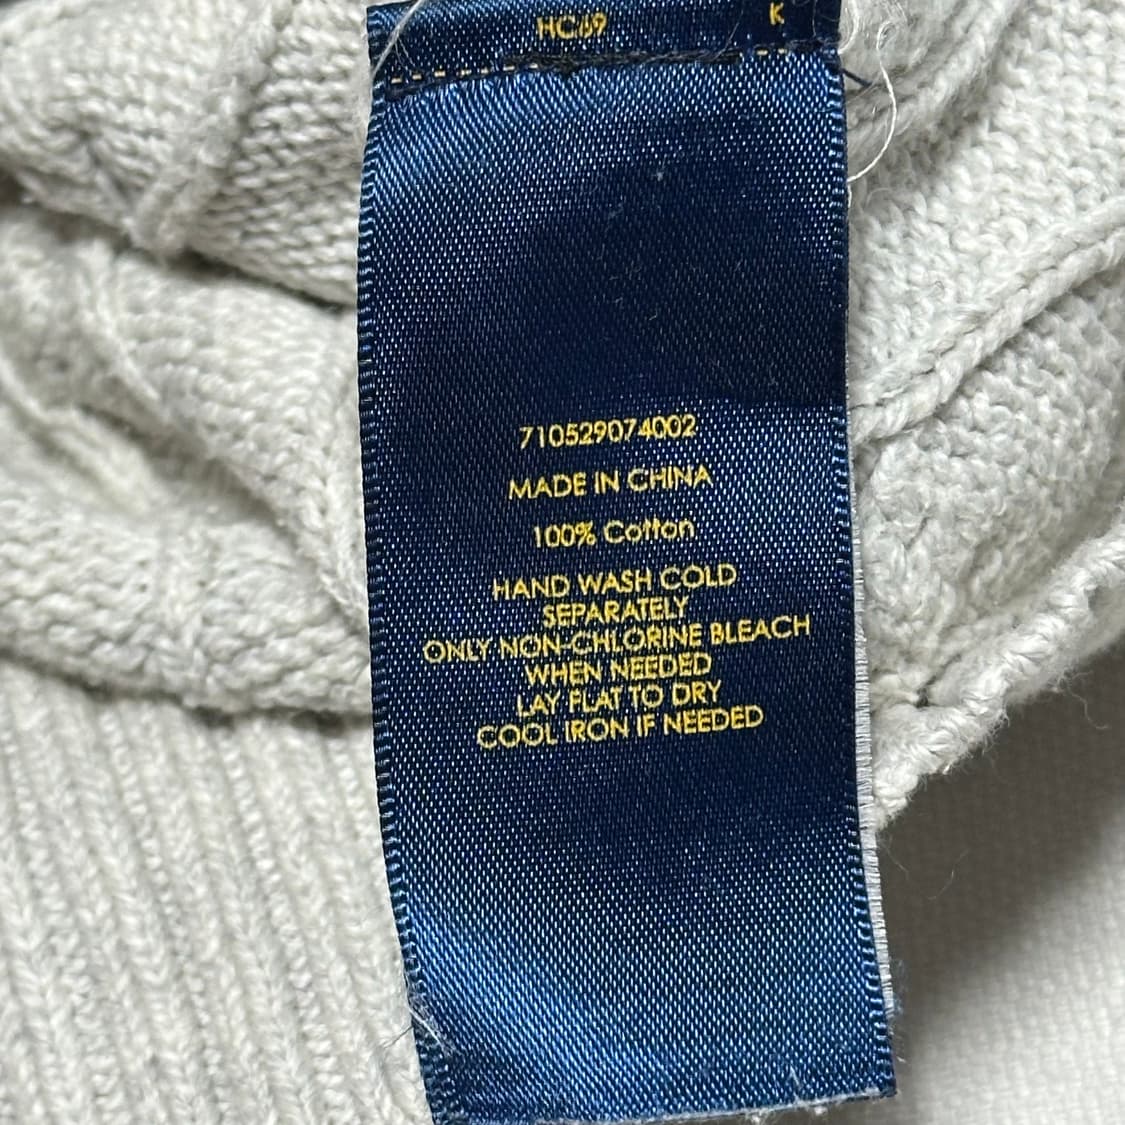 HC69 K
710529074002
MADE IN CHINA
100% Cotton
HAND WASH COLD
SEPARATELY
ONLY NON-CHLORINE BLEACH
WHEN NEEDED
LAY FLAT TO DRY
COOL IRON IF NEEDED